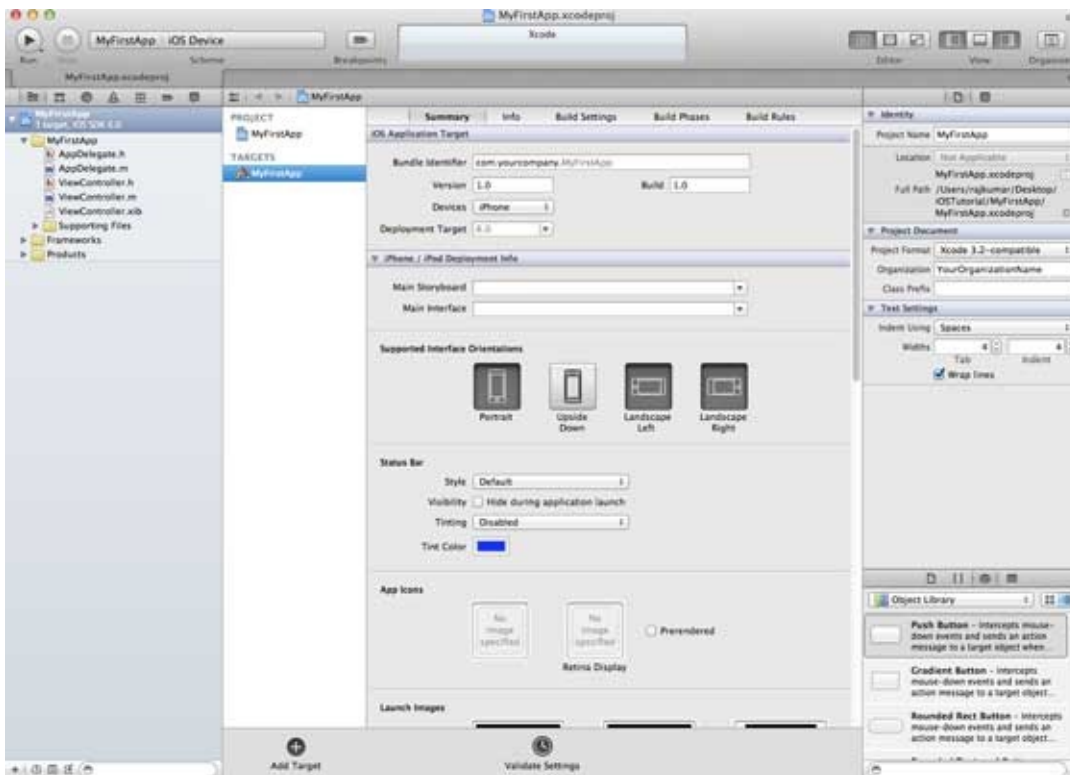 MyFirstApp.xcodeproj
MyFirstApp iOS Device
Xcode
Run
Scheme
Breakpoints
Editor
View
MyFirstApp.xcodeproj
MyFirstApp
MyFirstApp
1 target, iOS SDK 6.0
MyFirstApp
AppDelegate.h
AppDelegate.m
ViewController.h
ViewController.m
ViewController.xib
Supporting Files
Frameworks
Products
PROJECT
MyFirstApp
TARGETS
MyFirstApp
Summary Info Build Settings Build Phases Build Rules
iOS Application Target
Bundle Identifier com.yourcompany.MyFirstApp
Version 1.0 Build 1.0
Devices iPhone
Deployment Target 6.0
iPhone / iPod Deployment Info
Main Storyboard
Main Interface
Supported Interface Orientations
Portrait
Upside Down
Landscape Left
Landscape Right
Status Bar
Style Default
Visibility Hide during application launch
Tinting Disabled
Tint Color
App Icons
No image specified
No image specified
Prerendered
Retina Display
Launch Images
Add Target
Validate Settings
Identity
Project Name MyFirstApp
Location Not Applicable
MyFirstApp.xcodeproj
Full Path /Users/rajkumar/Desktop/
iOSTutorial/MyFirstApp/
MyFirstApp.xcodeproj
Project Document
Project Format Xcode 3.2-compatible
Organization YourOrganizationName
Class Prefix
Text Settings
Indent Using Spaces
Widths 4 4
Tab Indent
Wrap lines
Object Library
Push Button - Intercepts mouse-
down events and sends an action
message to a target object when...
Gradient Button - Intercepts
mouse-down events and sends an
action message to a target object...
Rounded Rect Button - Intercepts
mouse-down events and sends an
action message to a target object...